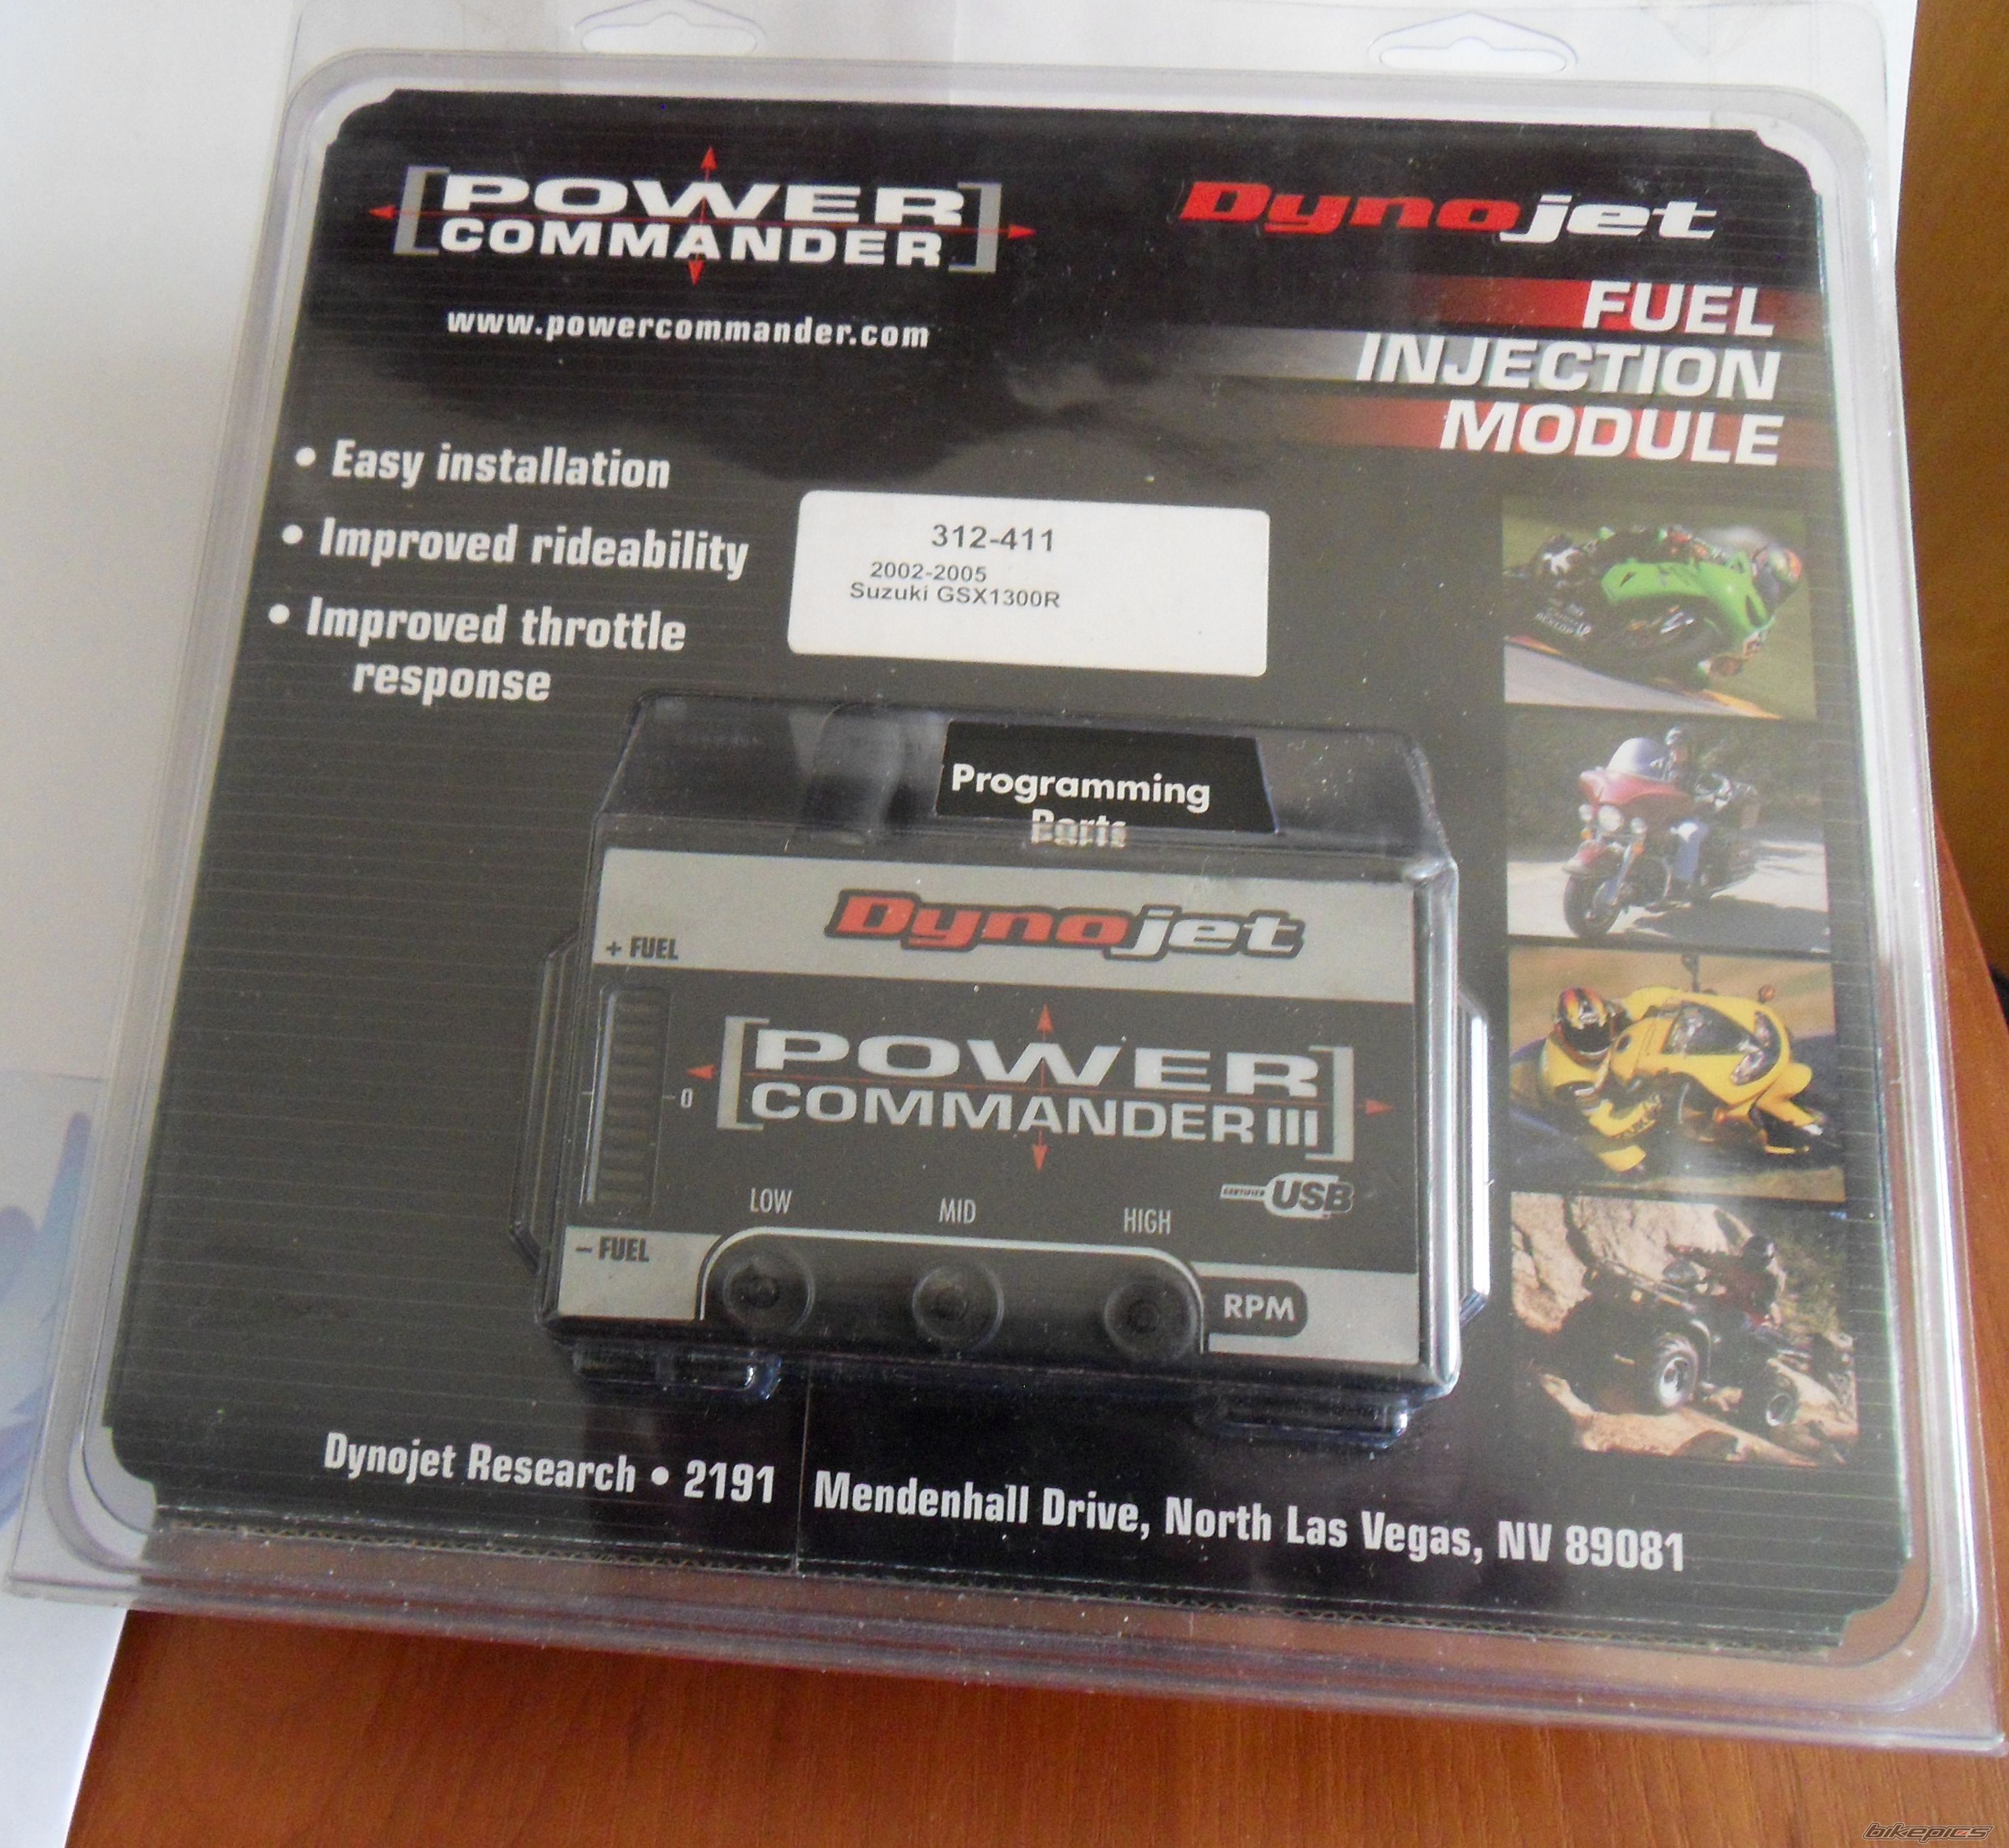 POWER
COMMANDER
www.powercommander.com
Dynojet
FUEL
INJECTION
MODULE
• Easy installation
• Improved rideability
• Improved throttle
response
312-411
2002-2005
Suzuki GSX1300R
Programming
Parts
Dynojet
+ FUEL
POWER
COMMANDER III
0
CERTIFIED USB
LOW MID HIGH
– FUEL
RPM
Dynojet Research • 2191 Mendenhall Drive, North Las Vegas, NV 89081
bikepics